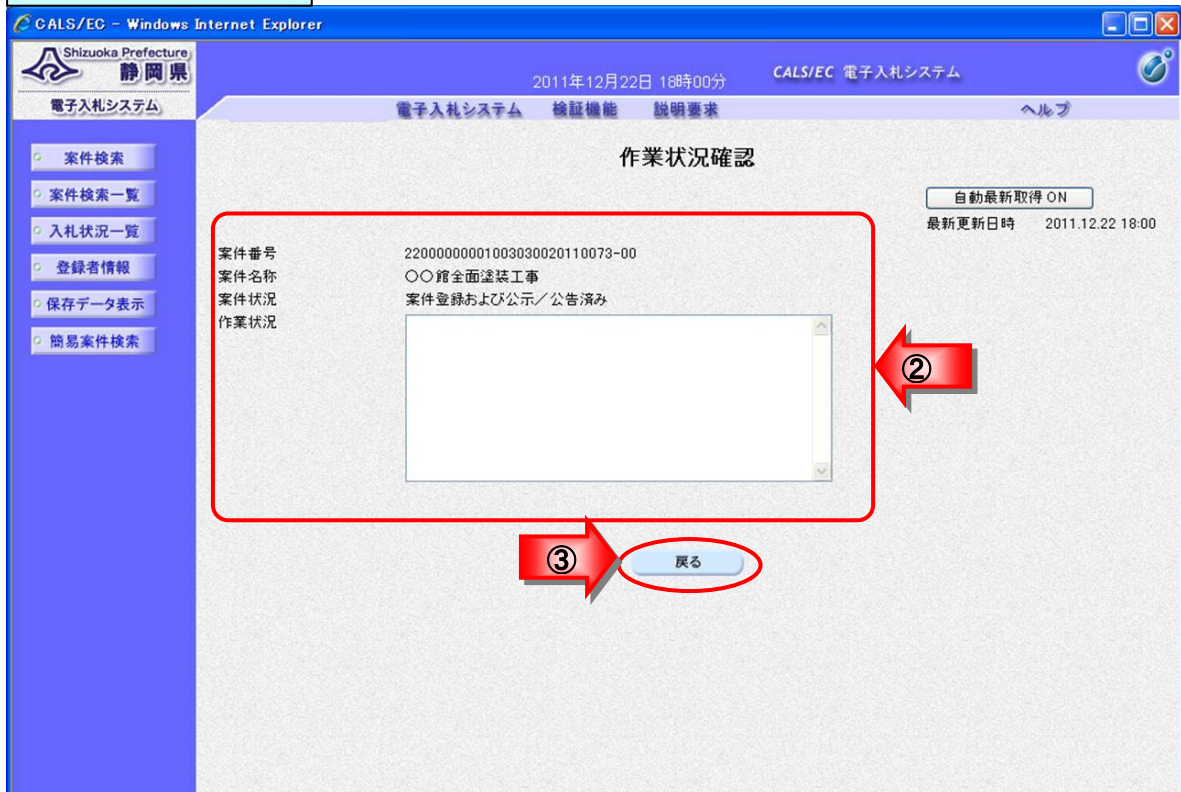 CALS/EC - Windows Internet Explorer
Shizuoka Prefecture
静岡県
2011年12月22日 18時00分
CALS/EC 電子入札システム
電子入札システム
電子入札システム 検証機能 説明要求 ヘルプ
案件検索
案件検索一覧
入札状況一覧
登録者情報
保存データ表示
簡易案件検索
作業状況確認
自動最新取得 ON
最新更新日時 2011.12.22 18:00
案件番号 2200000000100303​0020110073-00
案件名称 〇〇館全面塗装工事
案件状況 案件登録および公示/公告済み
作業状況
②
③
戻る